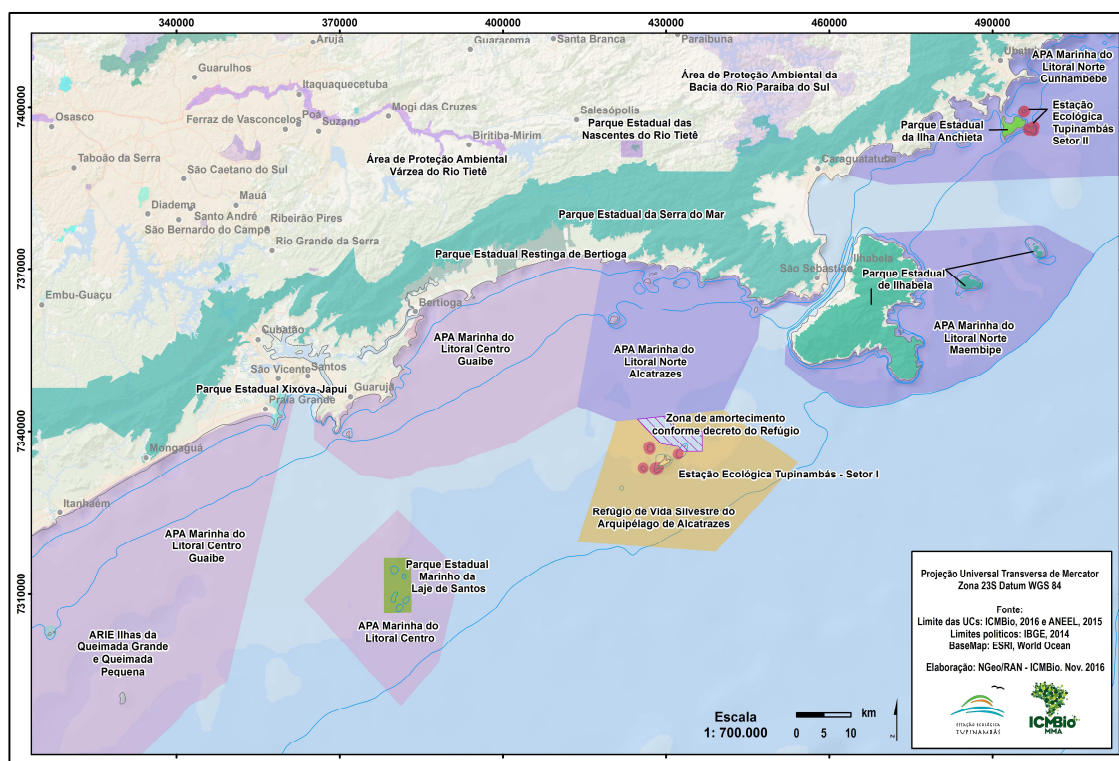 340000
370000
400000
430000
460000
490000
7400000
7370000
7340000
7310000
Arujá
Guararema
Santa Branca
Paraibuna
Guarulhos
Itaquaquecetuba
Osasco
Ferraz de Vasconcelos
Poá
Suzano
Mogi das Cruzes
Salesópolis
Biritiba-Mirim
Área de Proteção Ambiental da
Bacia do Rio Paraíba do Sul
APA Marinha do
Litoral Norte
Cunhambebe
Parque Estadual das
Nascentes do Rio Tietê
Parque Estadual
da Ilha Anchieta
Estação
Ecológica
Tupinambás
Setor II
Taboão da Serra
Área de Proteção Ambiental
Várzea do Rio Tietê
Caraguatatuba
São Caetano do Sul
Mauá
Diadema
Santo André
Ribeirão Pires
São Bernardo do Campo
Rio Grande da Serra
Parque Estadual da Serra do Mar
Parque Estadual Restinga de Bertioga
São Sebastião
Ilhabela
Parque Estadual
de Ilhabela
Embu-Guaçu
Bertioga
Cubatão
APA Marinha do
Litoral Centro
Guaíbe
APA Marinha do
Litoral Norte
Alcatrazes
APA Marinha do
Litoral Norte
Maembipe
São Vicente
Santos
Parque Estadual Xixova-Japuí
Guarujá
Praia Grande
Mongaguá
Itanhaém
Zona de amortecimento
conforme decreto do Refúgio
Estação Ecológica Tupinambás - Setor I
Refúgio de Vida Silvestre do
Arquipélago de Alcatrazes
APA Marinha do
Litoral Centro
Guaíbe
Parque Estadual
Marinho da
Laje de Santos
APA Marinha do
Litoral Centro
ARIE Ilhas da
Queimada Grande
e Queimada
Pequena
Escala
1: 700.000
km
0 5 10
N
Projeção Universal Transversa de Mercator
Zona 23S Datum WGS 84
Fonte:
Limite das UCs: ICMBio, 2016 e ANEEL, 2015
Limites políticos: IBGE, 2014
BaseMap: ESRI, World Ocean
Elaboração: NGeo/RAN - ICMBio. Nov. 2016
ESTAÇÃO ECOLÓGICA
TUPINAMBÁS
ICMBio
MMA